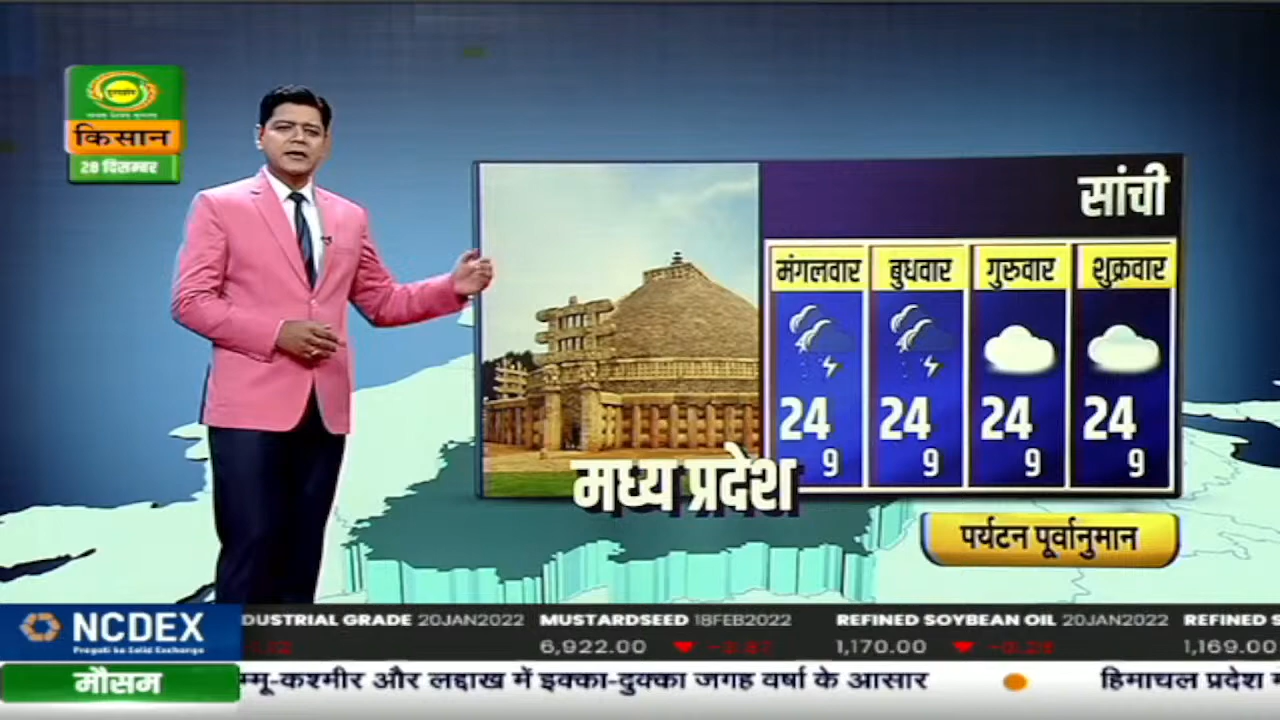 किसान
28 दिसम्बर
सांची
मंगलवार बुधवार गुरुवार शुक्रवार
24 24 24 24
9 9 9 9
मध्य प्रदेश
पर्यटन पूर्वानुमान
NCDEX
DUSTRIAL GRADE 20JAN2022 MUSTARDSEED 18FEB2022 REFINED SOYBEAN OIL 20JAN2022 REFINED S
6,922.00 1,170.00 1,169.00
मौसम
म्मू-कश्मीर और लद्दाख में इक्का-दुक्का जगह वर्षा के आसार हिमाचल प्रदेश